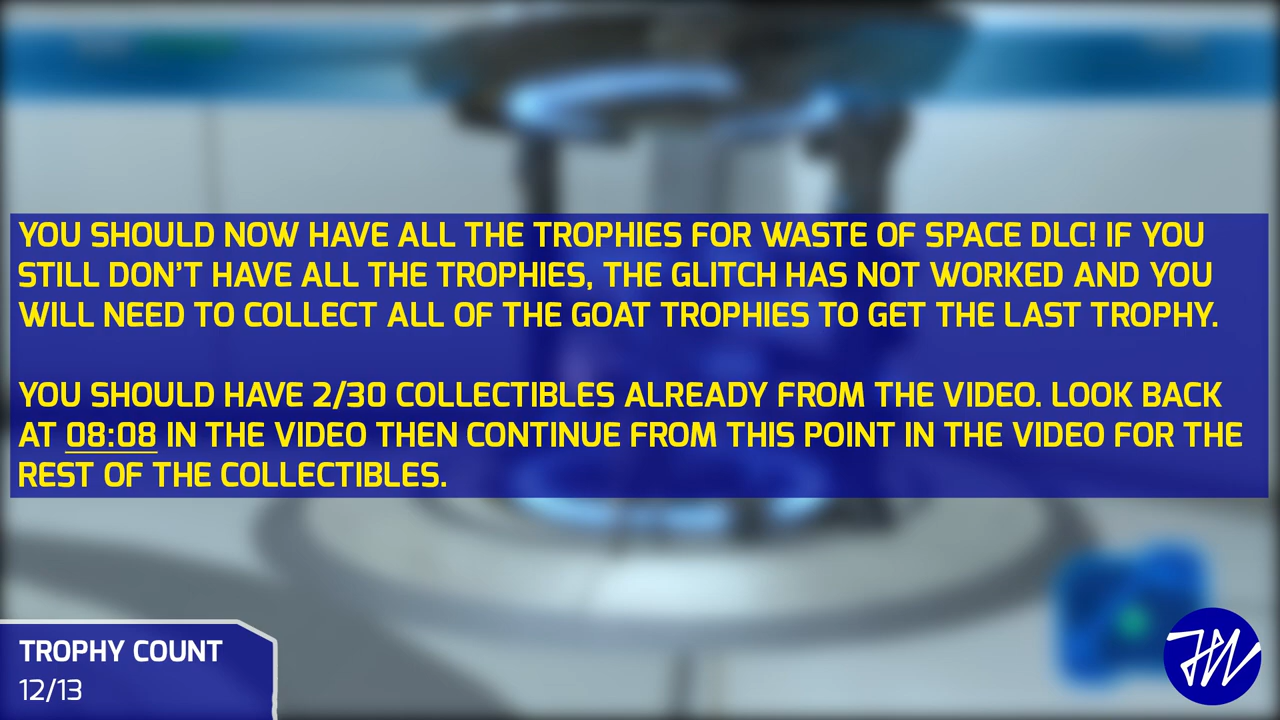 YOU SHOULD NOW HAVE ALL THE TROPHIES FOR WASTE OF SPACE DLC! IF YOU
STILL DON'T HAVE ALL THE TROPHIES, THE GLITCH HAS NOT WORKED AND YOU
WILL NEED TO COLLECT ALL OF THE GOAT TROPHIES TO GET THE LAST TROPHY.
YOU SHOULD HAVE 2/30 COLLECTIBLES ALREADY FROM THE VIDEO. LOOK BACK
AT 08:08 IN THE VIDEO THEN CONTINUE FROM THIS POINT IN THE VIDEO FOR THE
REST OF THE COLLECTIBLES.
TROPHY COUNT
12/13